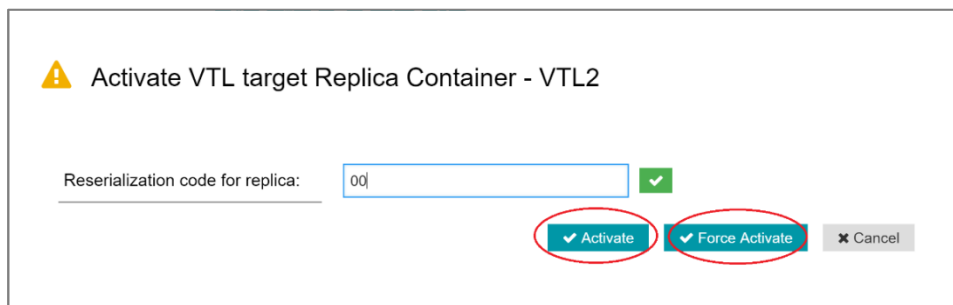 Activate VTL target Replica Container - VTL2
Reserialization code for replica: 00
Activate Force Activate Cancel